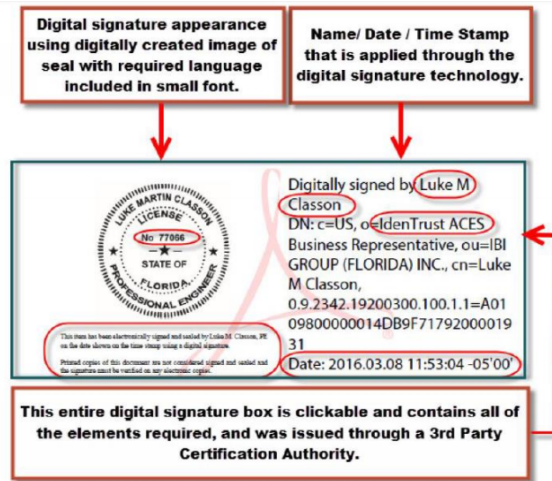 Digital signature appearance
using digitally created image of
seal with required language
included in small font.
Name/ Date / Time Stamp
that is applied through the
digital signature technology.
LUKE MARTIN CLASSON
LICENSE
No 77056
STATE OF
FLORIDA
PROFESSIONAL ENGINEER
This item has been electronically signed and sealed by Luke M. Classon, PE
on the date shown on the time stamp using a digital signature.
Printed copies of this document are not considered signed and sealed and
the signature must be verified on any electronic copies.
Digitally signed by Luke M
Classon
DN: c=US, o=IdenTrust ACES
Business Representative, ou=IBI
GROUP (FLORIDA) INC., cn=Luke
M Classon,
0.9.2342.19200300.100.1.1=A01
09800000014DB9F71792000019
31
Date: 2016.03.08 11:53:04 -05'00'
This entire digital signature box is clickable and contains all of
the elements required, and was issued through a 3rd Party
Certification Authority.